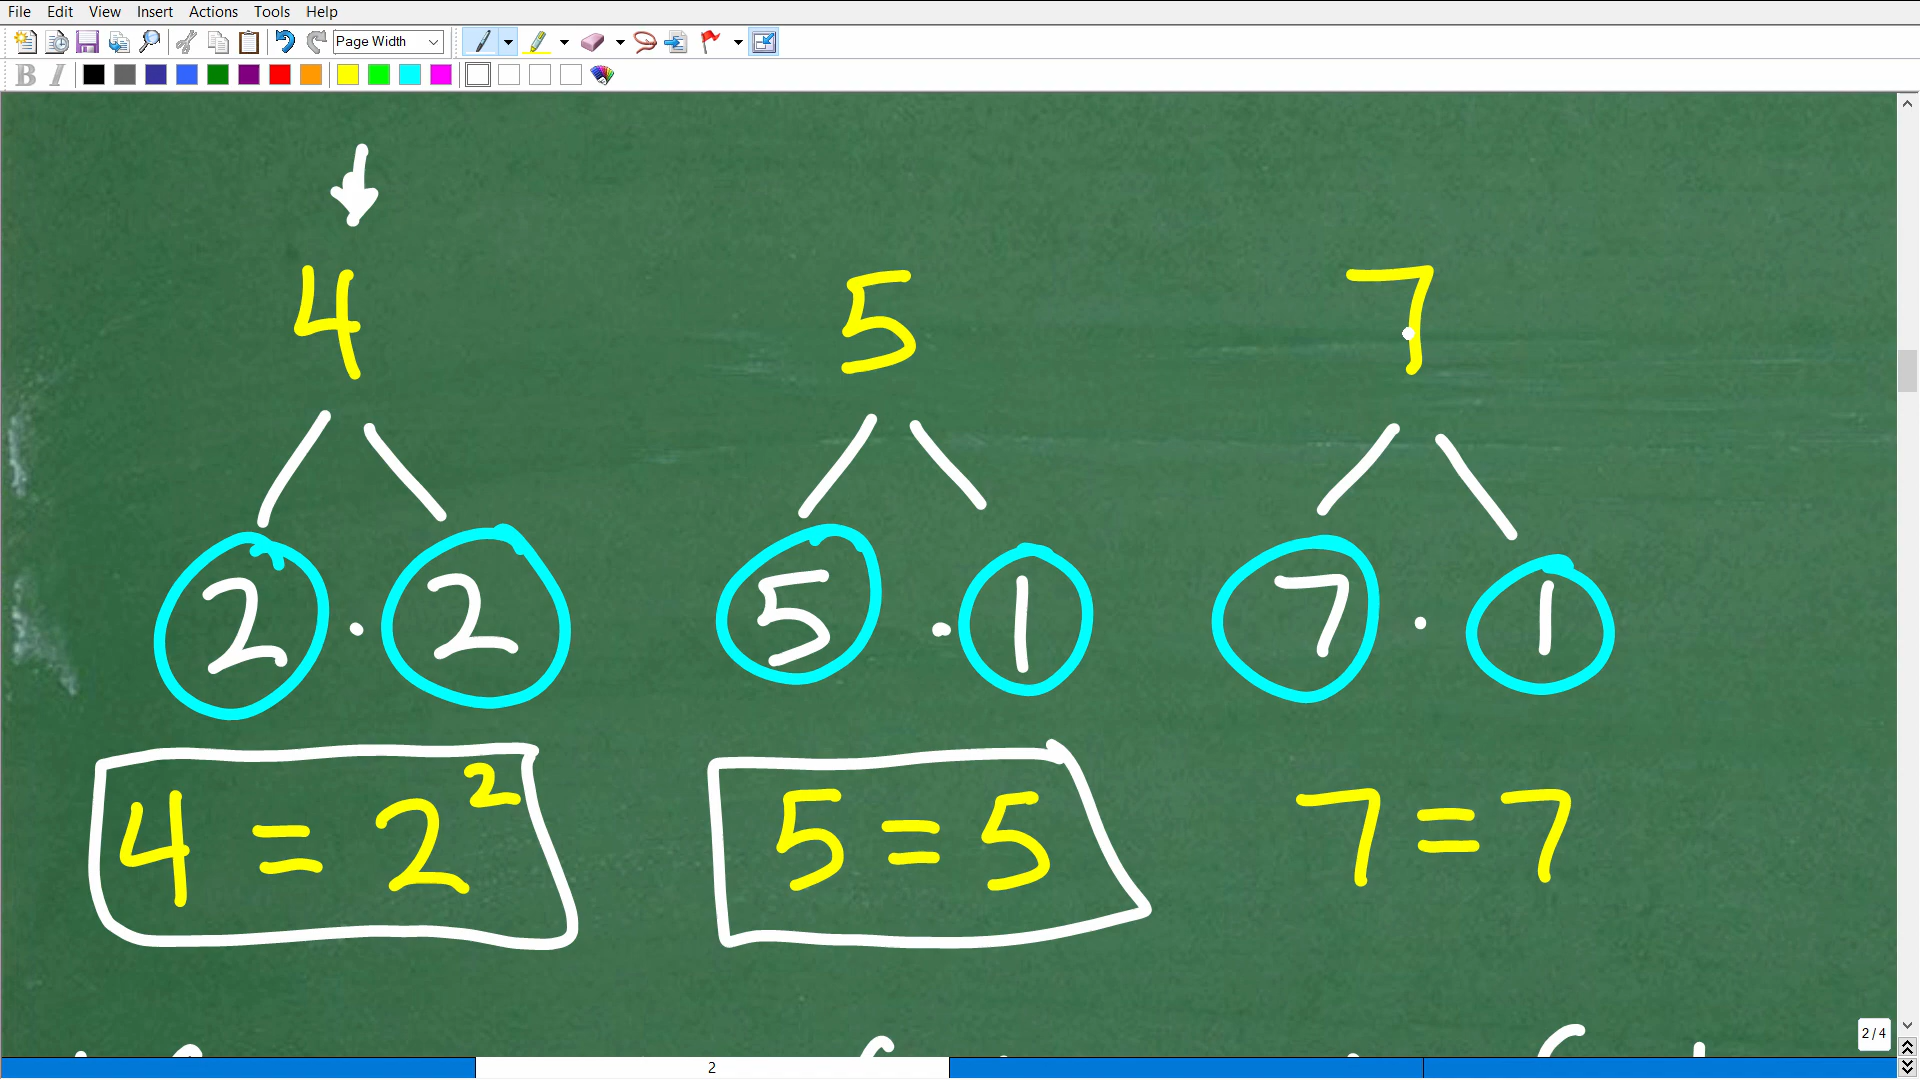 File Edit View Insert Actions Tools Help
Page Width
B I
4 5 7
2 · 2 5 · 1 7 · 1
4 = 2² 5 = 5 7 = 7
2 / 4
2